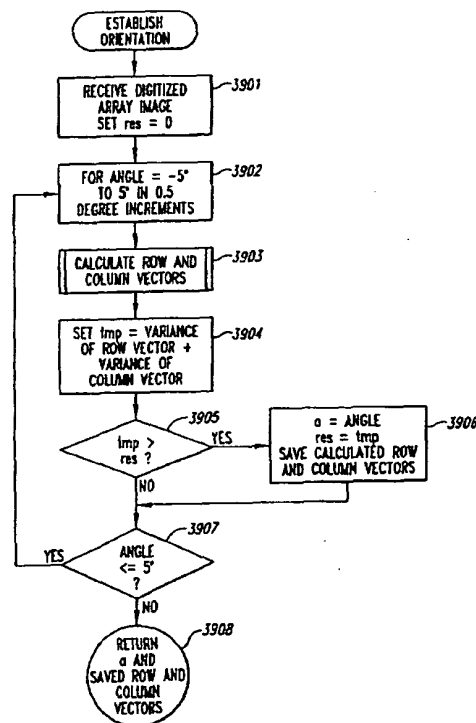 ESTABLISH
ORIENTATION
3901
RECEIVE DIGITIZED
ARRAY IMAGE
SET res = 0
3902
FOR ANGLE = -5°
TO 5° IN 0.5
DEGREE INCREMENTS
3903
CALCULATE ROW AND
COLUMN VECTORS
3904
SET tmp = VARIANCE
OF ROW VECTOR +
VARIANCE OF
COLUMN VECTOR
3905
tmp >
res ?
YES
3906
a = ANGLE
res = tmp
SAVE CALCULATED ROW
AND COLUMN VECTORS
NO
3907
YES
ANGLE
<= 5°
?
NO
3908
RETURN
a AND
SAVED ROW AND
COLUMN
VECTORS